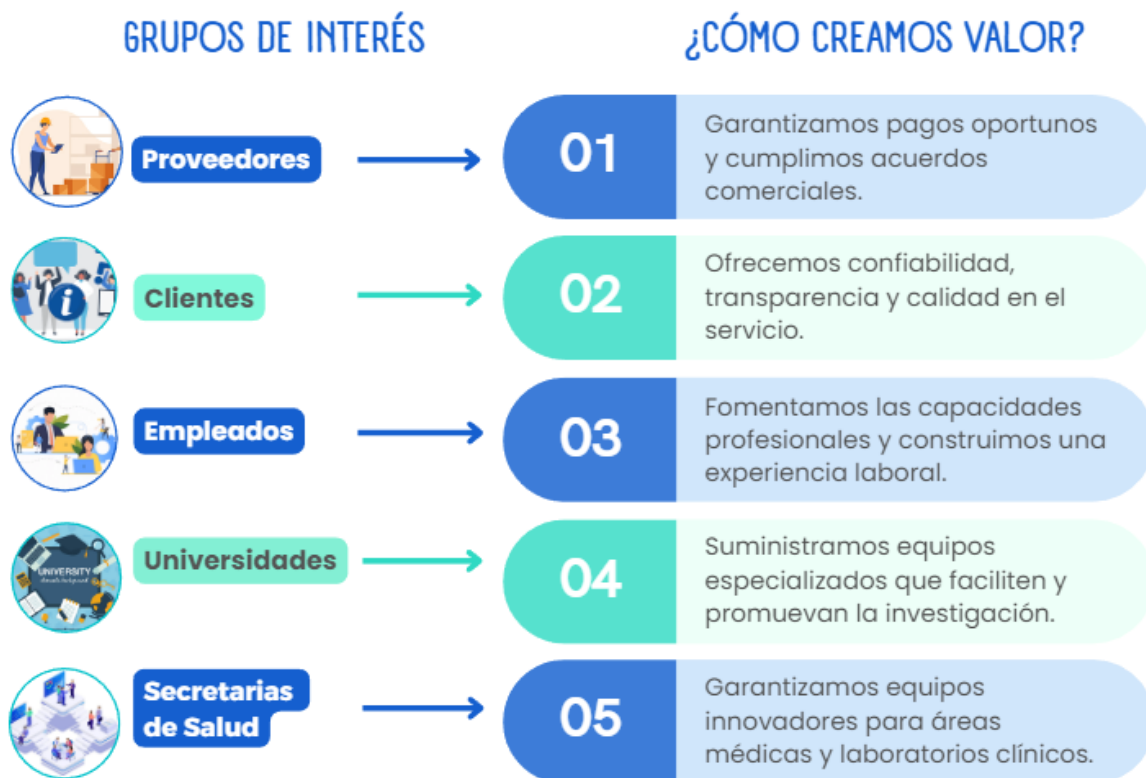 GRUPOS DE INTERÉS
¿CÓMO CREAMOS VALOR?
Proveedores
01
Garantizamos pagos oportunos
y cumplimos acuerdos
comerciales.
Clientes
02
Ofrecemos confiabilidad,
transparencia y calidad en el
servicio.
Empleados
03
Fomentamos las capacidades
profesionales y construimos una
experiencia laboral.
UNIVERSITY
Universidades
04
Suministramos equipos
especializados que faciliten y
promuevan la investigación.
Secretarias
de Salud
05
Garantizamos equipos
innovadores para áreas
médicas y laboratorios clínicos.